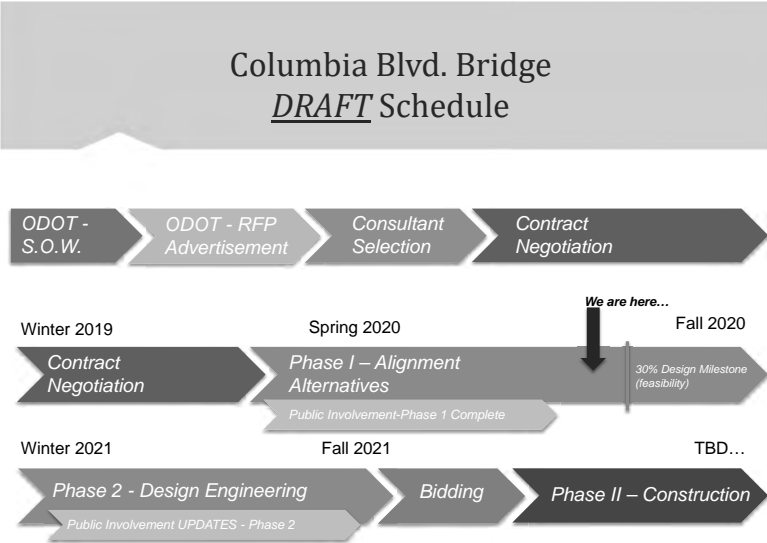 Columbia Blvd. Bridge
DRAFT Schedule
ODOT -
S.O.W.
ODOT - RFP
Advertisement
Consultant
Selection
Contract
Negotiation
We are here…
Winter 2019
Spring 2020
Fall 2020
Contract
Negotiation
Phase I – Alignment
Alternatives
30% Design Milestone
(feasibility)
Public Involvement-Phase 1 Complete
Winter 2021
Fall 2021
TBD…
Phase 2 - Design Engineering
Bidding
Phase II – Construction
Public Involvement UPDATES - Phase 2